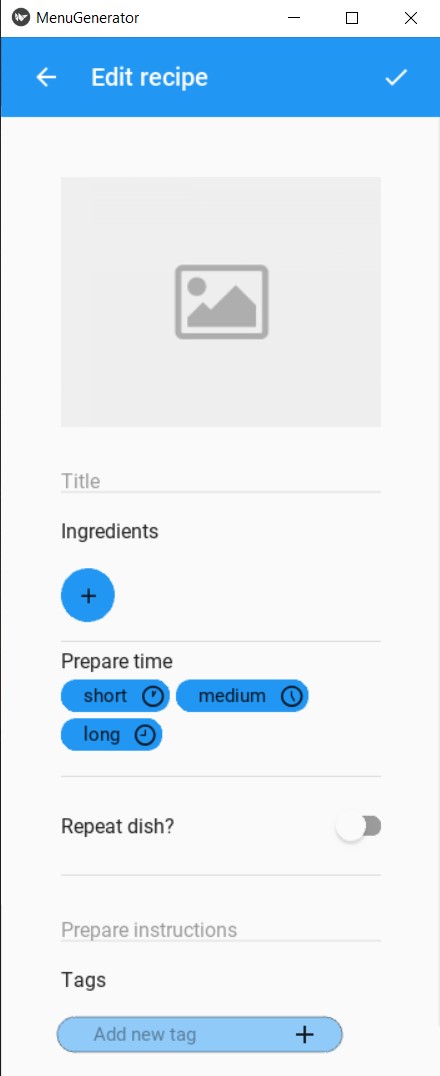 MenuGenerator
Edit recipe
Title
Ingredients
+
Prepare time
short medium
long
Repeat dish?
Prepare instructions
Tags
Add new tag +